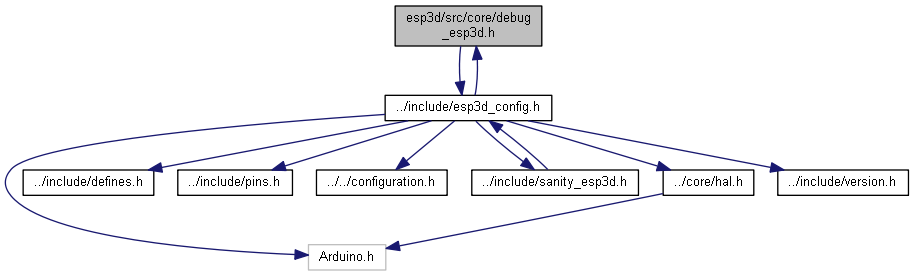 esp3d/src/core/debug
_esp3d.h
../include/esp3d_config.h
../include/defines.h
../include/pins.h
../../configuration.h
../include/sanity_esp3d.h
../core/hal.h
../include/version.h
Arduino.h